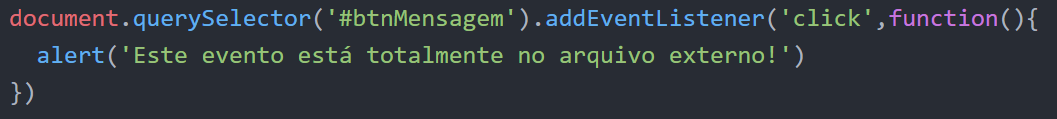 document.querySelector('#btnMensagem').addEventListener('click',function(){
  alert('Este evento está totalmente no arquivo externo!')
})